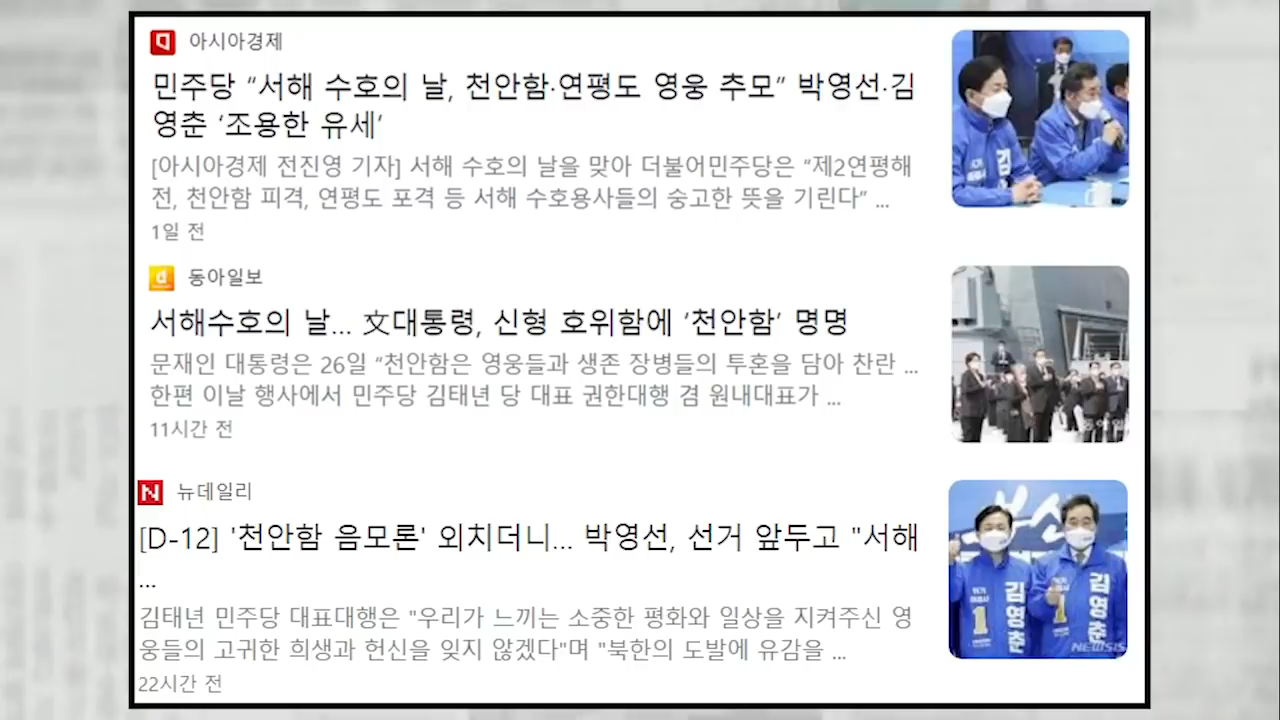 아시아경제
민주당 “서해 수호의 날, 천안함·연평도 영웅 추모” 박영선·김
영춘 ‘조용한 유세’
[아시아경제 전진영 기자] 서해 수호의 날을 맞아 더불어민주당은 “제2연평해
전, 천안함 피격, 연평도 포격 등 서해 수호용사들의 숭고한 뜻을 기린다” ...
1일 전
동아일보
서해수호의 날... 文대통령, 신형 호위함에 ‘천안함’ 명명
문재인 대통령은 26일 “천안함은 영웅들과 생존 장병들의 투혼을 담아 찬란 ...
한편 이날 행사에서 민주당 김태년 당 대표 권한대행 겸 원내대표가 ...
11시간 전
뉴데일리
[D-12] '천안함 음모론' 외치더니... 박영선, 선거 앞두고 "서해
...
김태년 민주당 대표대행은 "우리가 느끼는 소중한 평화와 일상을 지켜주신 영
웅들의 고귀한 희생과 헌신을 잊지 않겠다"며 "북한의 도발에 유감을 ...
22시간 전
부산
1
김영춘
1
김영춘
NEWSIS